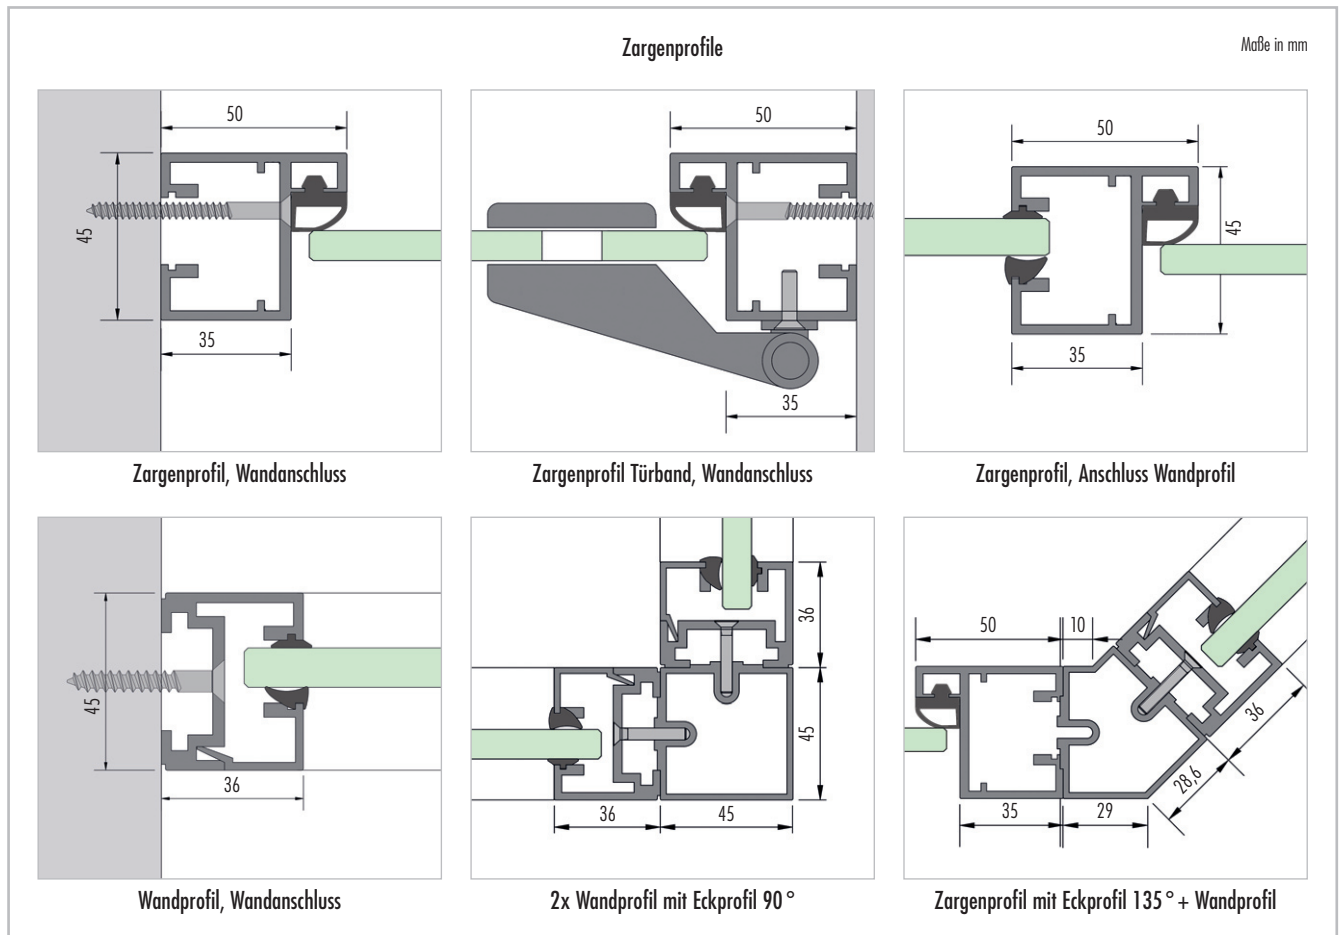 Zargenprofile
Maße in mm
50
45
35
Zargenprofil, Wandanschluss
50
35
Zargenprofil Türband, Wandanschluss
50
45
35
Zargenprofil, Anschluss Wandprofil
45
36
Wandprofil, Wandanschluss
36
45
36
45
2x Wandprofil mit Eckprofil 90°
50
10
36
28,6
35
29
Zargenprofil mit Eckprofil 135° + Wandprofil